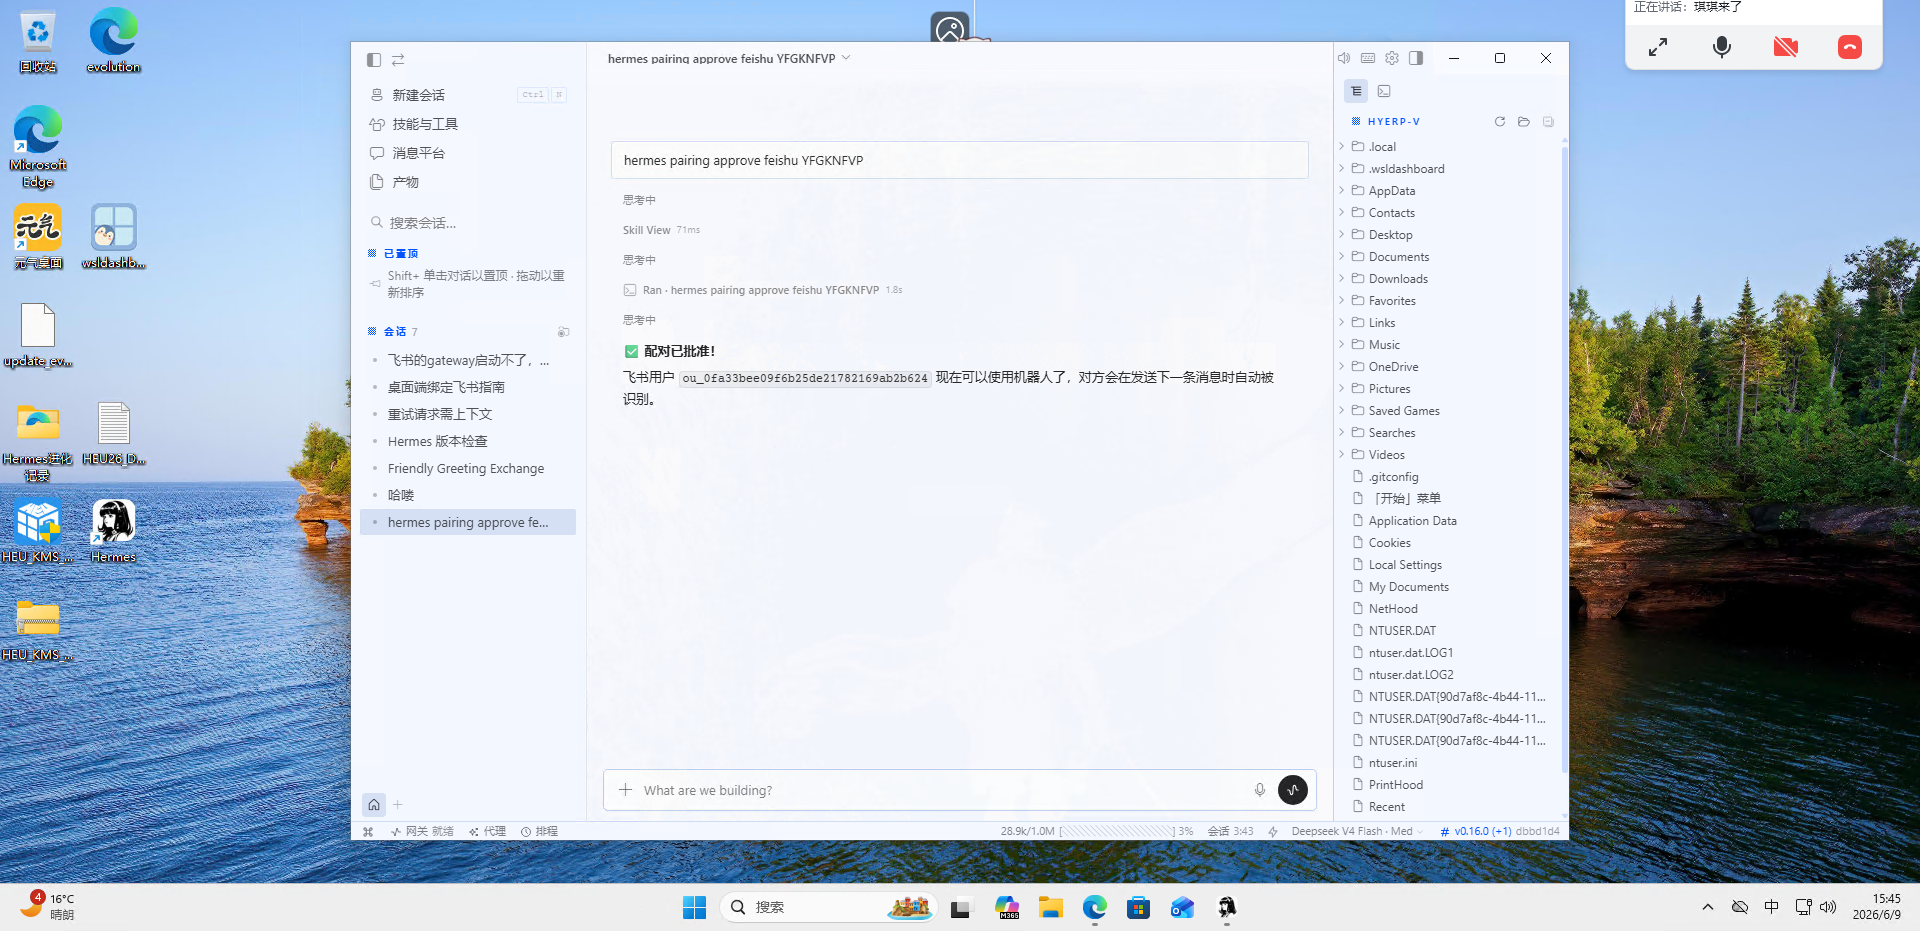 回收站
evolution
Microsoft Edge
元气
元气桌面
wsldashb...
update_ev...
Hermes进化记录
HEU26_D...
HEU_KMS_...
Hermes
HEU_KMS_...
正在讲话: 琪琪来了
hermes pairing approve feishu YFGKNFVP
新建会话
Ctrl
技能与工具
消息平台
产物
搜索会话...
已置顶
Shift+ 单击对话以置顶 · 拖动以重
新排序
会话 7
飞书的gateway启动不了，...
桌面端绑定飞书指南
重试请求需上下文
Hermes 版本检查
Friendly Greeting Exchange
哈喽
hermes pairing approve fe...
hermes pairing approve feishu YFGKNFVP
思考中
Skill View 71ms
思考中
Ran · hermes pairing approve feishu YFGKNFVP 1.8s
思考中
✅ 配对已批准！
飞书用户 ou_0fa33bee09f6b25de21782169ab2b624 现在可以使用机器人了，对方会在发送下一条消息时自动被
识别。
What are we building?
HYERP-V
.local
.wsldashboard
AppData
Contacts
Desktop
Documents
Downloads
Favorites
Links
Music
OneDrive
Pictures
Saved Games
Searches
Videos
.gitconfig
「开始」菜单
Application Data
Cookies
Local Settings
My Documents
NetHood
NTUSER.DAT
ntuser.dat.LOG1
ntuser.dat.LOG2
NTUSER.DAT{90d7af8c-4b44-11...
NTUSER.DAT{90d7af8c-4b44-11...
NTUSER.DAT{90d7af8c-4b44-11...
ntuser.ini
PrintHood
Recent
网关 就绪 代理 排程
28.9k/1.0M [ ] 3% 会话 3:43 Deepseek V4 Flash · Med # v0.16.0 (+1) dbbd1d4
4
16°C
晴朗
搜索
M365
中
15:45
2026/6/9